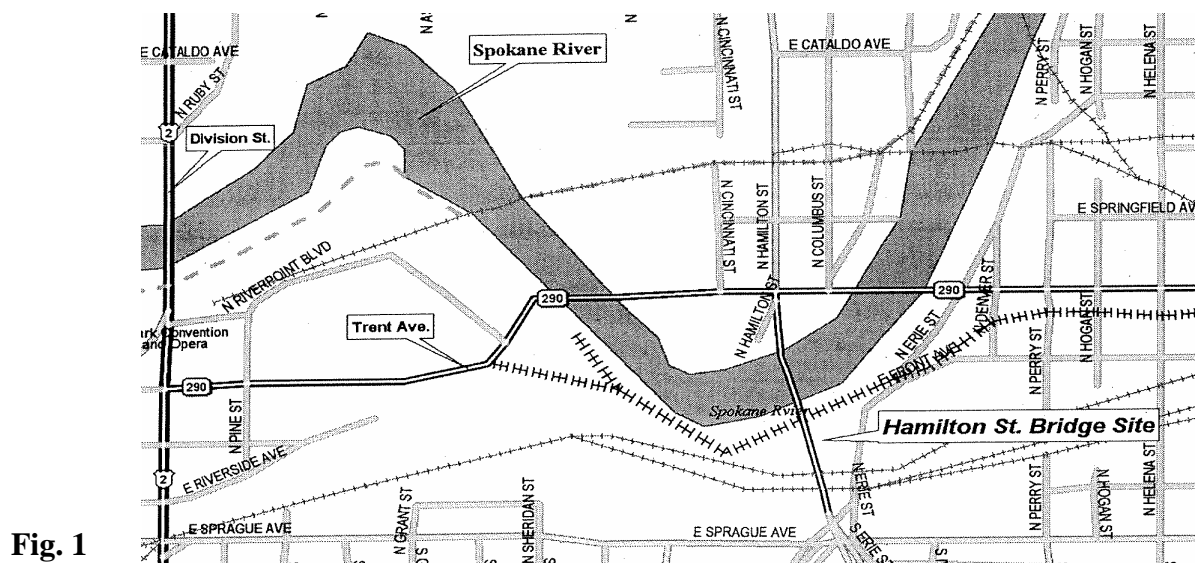 E CATALDO AVE
N RUBY ST
Spokane River
N CINCINNATI ST
E CATALDO AVE
N PERRY ST
N HOGAN ST
N HELENA ST
2
Division St.
N CINCINNATI ST
N HAMILTON ST
N COLUMBUS ST
E SPRINGFIELD AV
N RIVERPOINT BLVD
290
290
Trent Ave.
N HAMILTON ST
N ERIE ST
N DENVER ST
N HOGAN ST
Convention
and Opera
290
E FRONT AVE
N PERRY ST
N PINE ST
Spokane Rvier
Hamilton St. Bridge Site
E RIVERSIDE AVE
2
N ERIE ST
N PERRY ST
N HOGAN ST
N HELENA ST
N GRANT ST
N SHERIDAN ST
E SPRAGUE AVE
E SPRAGUE AVE
S ERIE ST
Fig. 1